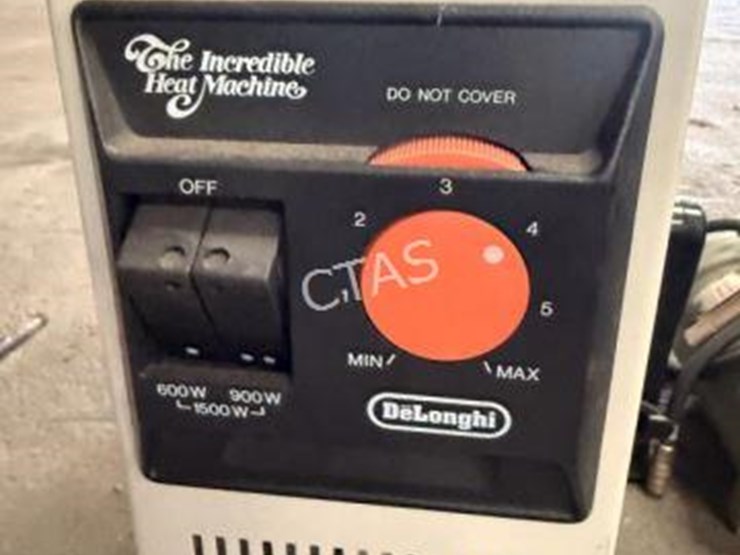 The Incredible
Heat Machine
DO NOT COVER
OFF
3
2
4
CTAS
1
5
MIN
MAX
600W 900W
1500W
DeLonghi